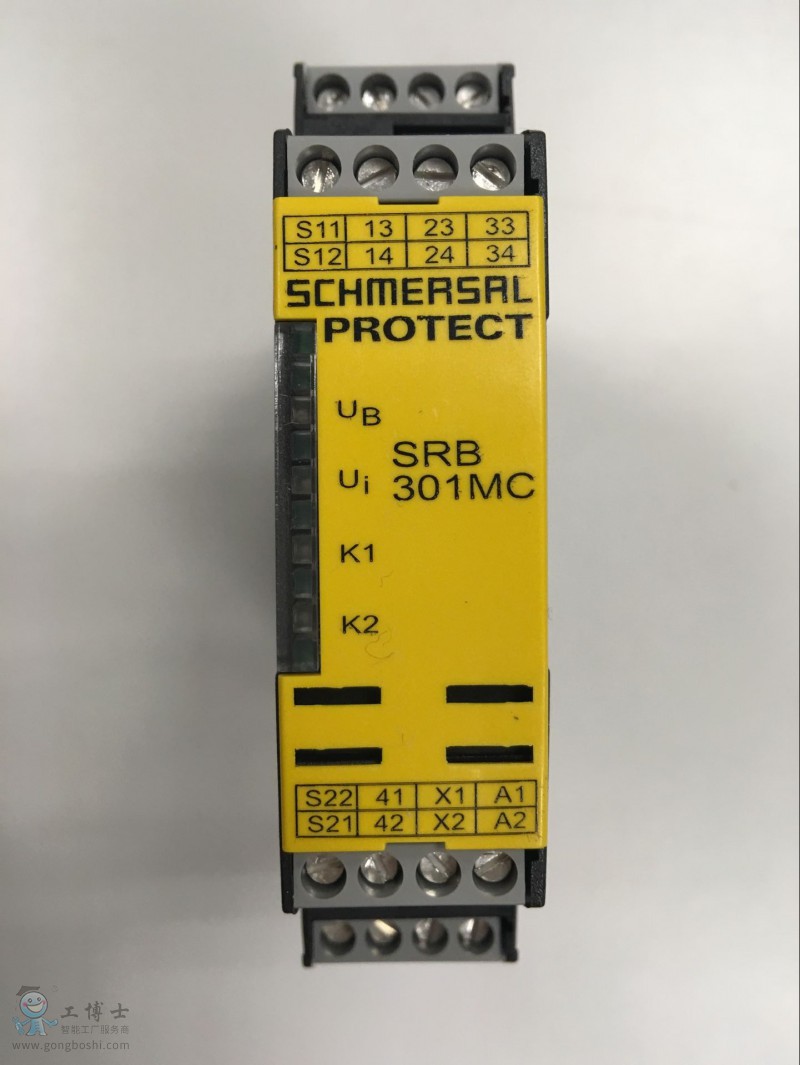 S11 13 23 33
S12 14 24 34
SCHMERSAL
PROTECT
UB
SRB
Ui
301MC
K1
K2
S22 41 X1 A1
S21 42 X2 A2
工博士
智能工厂服务商
www.gongboshi.com